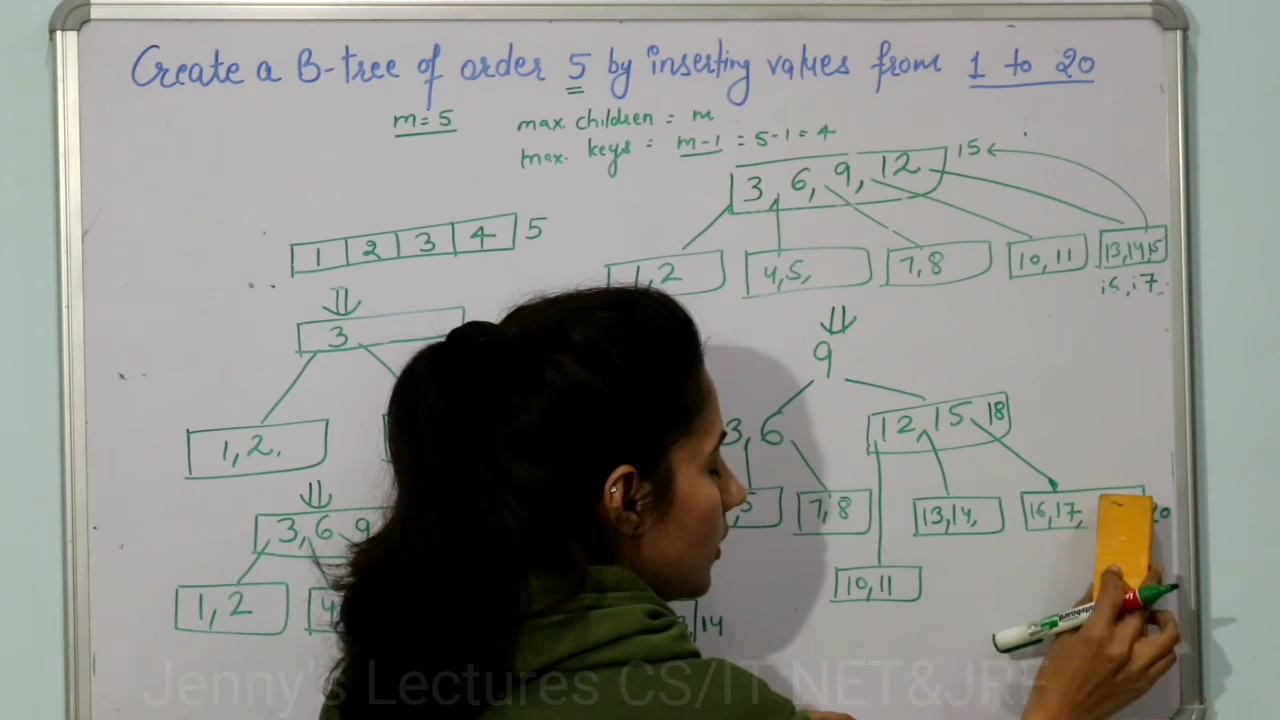 Create a B-tree of order 5 by inserting values from 1 to 20
m=5
max. children = m
max. keys = m-1 = 5-1=4
3, 6, 9, 12 15
1, 2
4, 5,
7, 8
10, 11
13, 14, 15
16, 17
1 2 3 4 5
3
1, 2.
9
3, 6
12, 15 18
7, 8
13, 14,
16, 17, 20
10, 11
3, 6 9
1, 2
4
14
Jenny's Lectures CS/IT NET&JRF